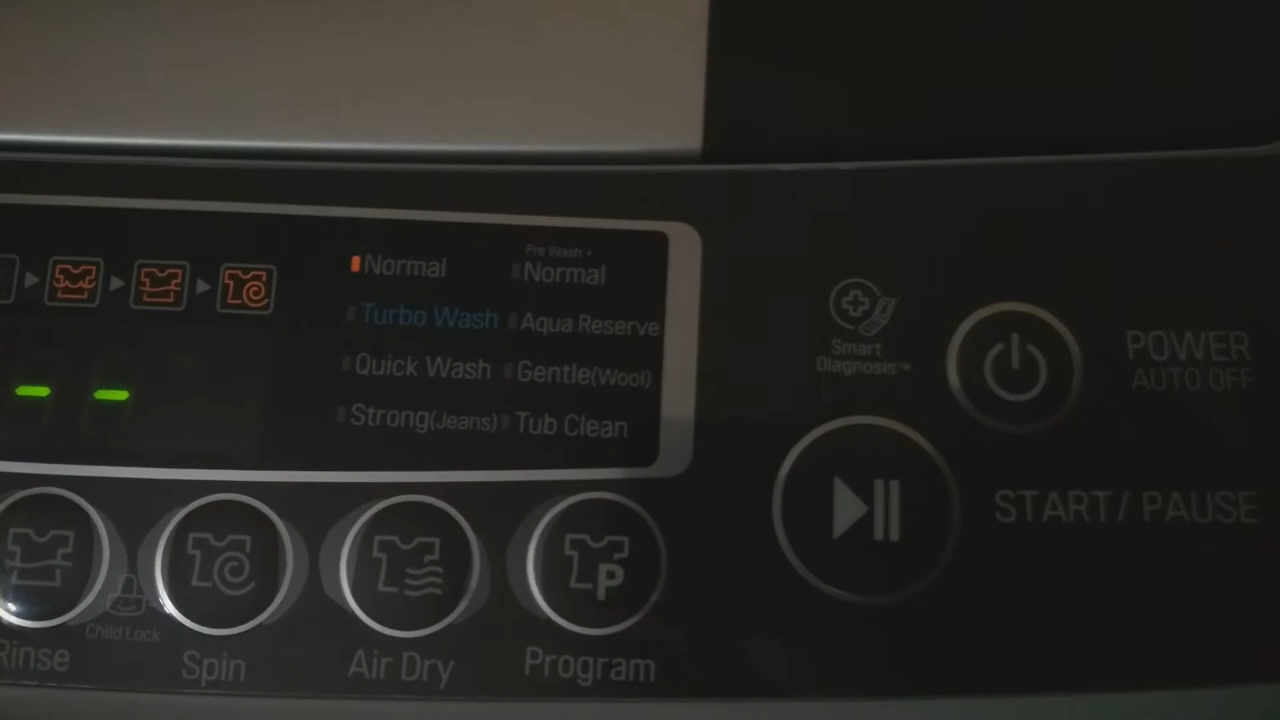 Normal
Pre Wash +
Normal
Turbo Wash
Aqua Reserve
Quick Wash
Gentle(Wool)
Strong(Jeans)
Tub Clean
Smart
Diagnosis™
POWER
AUTO OFF
START/ PAUSE
P
Child Lock
Rinse
Spin
Air Dry
Program